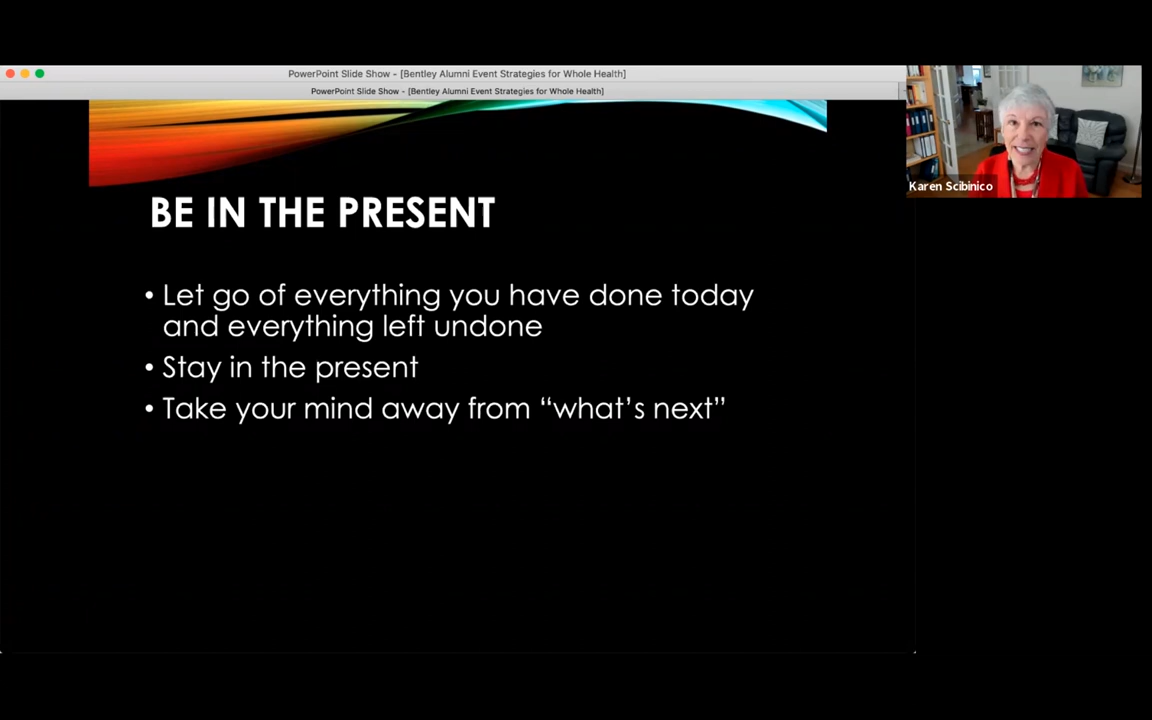 PowerPoint Slide Show - [Bentley Alumni Event Strategies for Whole Health]
PowerPoint Slide Show - [Bentley Alumni Event Strategies for Whole Health]
Karen Scibinico
BE IN THE PRESENT
• Let go of everything you have done today
and everything left undone
• Stay in the present
• Take your mind away from “what’s next”